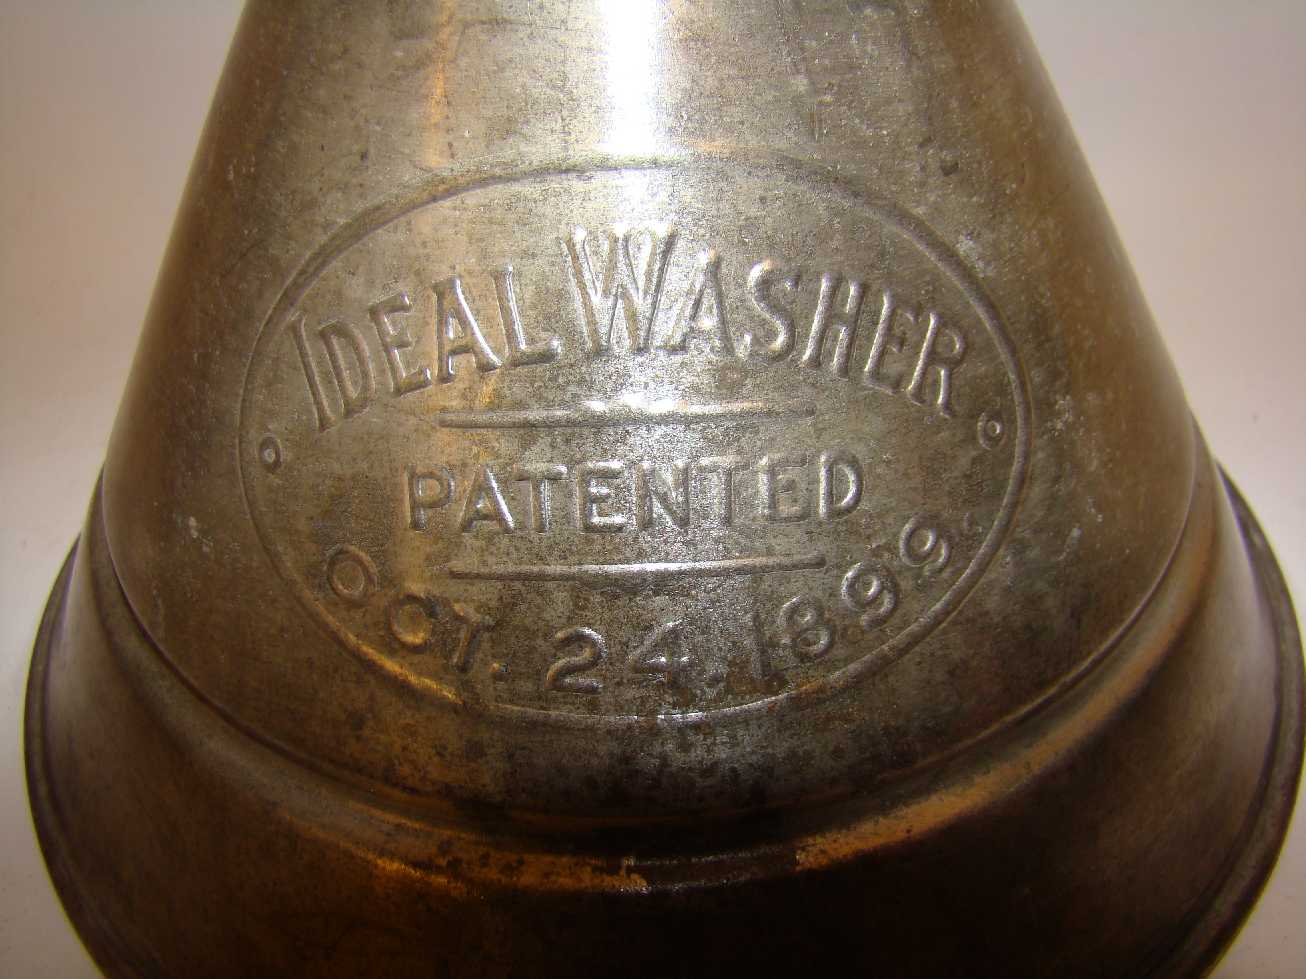 IDEAL WASHER
PATENTED
OCT. 24. 1899.